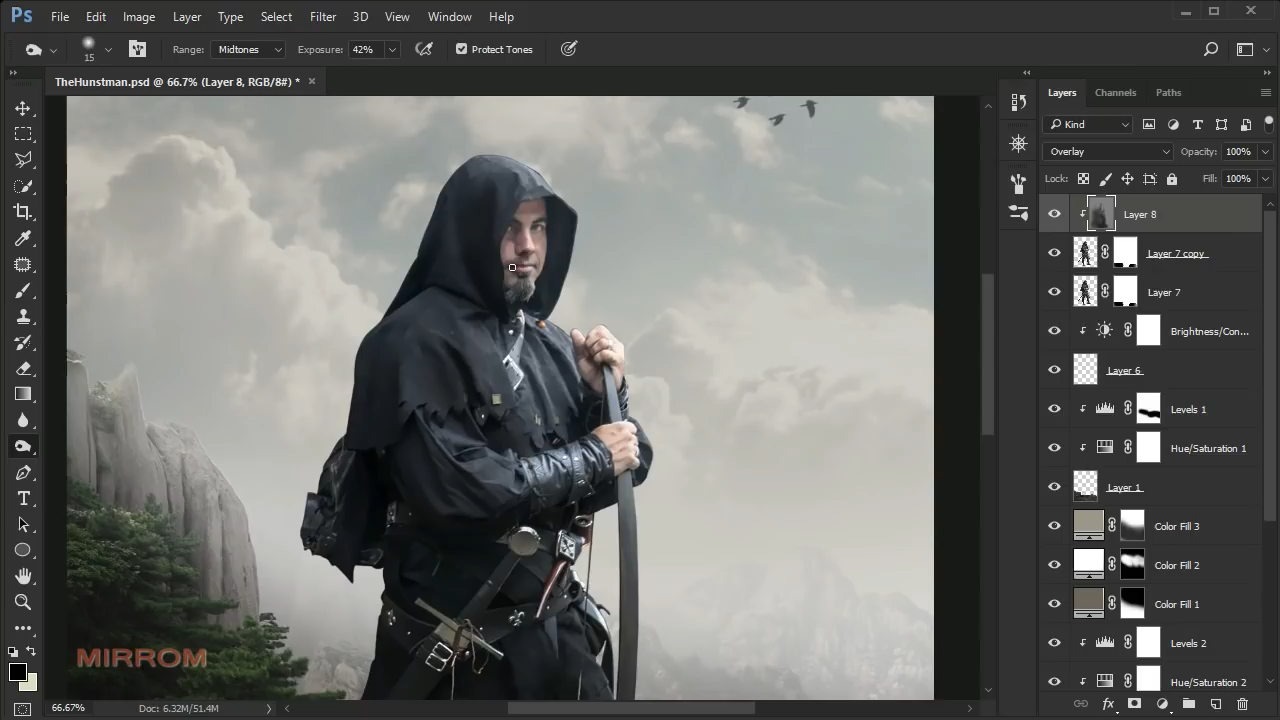 Ps File Edit Image Layer Type Select Filter 3D View Window Help
15 Range: Midtones Exposure: 42% Protect Tones
TheHunstman.psd @ 66.7% (Layer 8, RGB/8#) *
Layers Channels Paths
Kind
Overlay Opacity: 100%
Lock: Fill: 100%
Layer 8
Layer 7 copy
Layer 7
Brightness/Con...
Layer 6
Levels 1
Hue/Saturation 1
Layer 1
Color Fill 3
Color Fill 2
Color Fill 1
Levels 2
Hue/Saturation 2
MIRROM
66.67% Doc: 6.32M/51.4M
fx